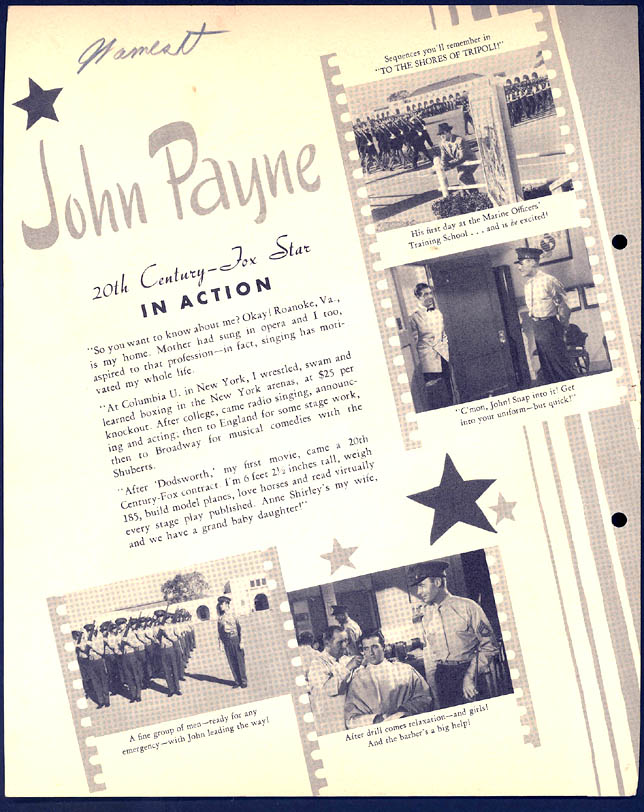 John Payne
20th Century-Fox Star
IN ACTION
"So you want to know about me? Okay! Roanoke, Va.,
is my home. Mother had sung in opera and I too,
aspired to that profession—in fact, singing has moti-
vated my whole life.
"At Columbia U. in New York, I wrestled, swam and
learned boxing in the New York arenas, at $25 per
knockout. After college, came radio singing, announc-
ing and acting; then to England for some stage work,
then to Broadway for musical comedies with the
Shuberts.
"After 'Dodsworth,' my first movie, came a 20th
Century-Fox contract. I'm 6 feet 2½ inches tall, weigh
185, build model planes, love horses and read virtually
every stage play published. Anne Shirley's my wife,
and we have a grand baby daughter!"
Sequences you'll remember in
"TO THE SHORES OF TRIPOLI!"
His first day at the Marine Officers'
Training School . . . and is he excited!
"C'mon, John! Snap into it! Get
into your uniform—but quick!"
A fine group of men—ready for any
emergency—with John leading the way!
After drill comes relaxation—and girls!
And the barber's a big help!